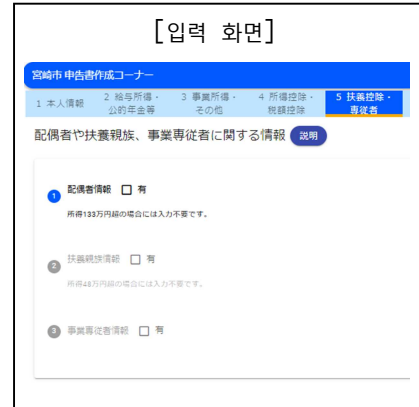 [입력 화면]
宮崎市 申告書作成コーナー
1 本人情報
2 給与所得・
公的年金等
3 事業所得・
その他
4 所得控除・
税額控除
5 扶養控除・
専従者
配偶者や扶養親族、事業専従者に関する情報 説明
1 配偶者情報 有
所得133万円超の場合には入力不要です。
2 扶養親族情報 有
所得48万円超の場合には入力不要です。
3 事業専従者情報 有